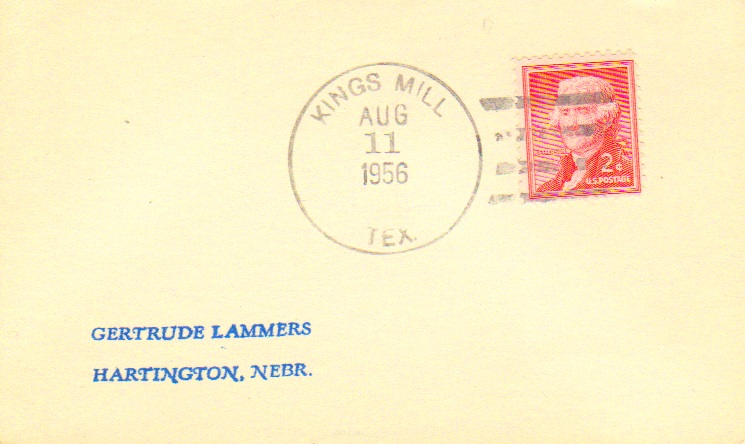 KINGS MILL
AUG
11
1956
TEX.
2¢
U.S. POSTAGE
GERTRUDE LAMMERS
HARTINGTON, NEBR.